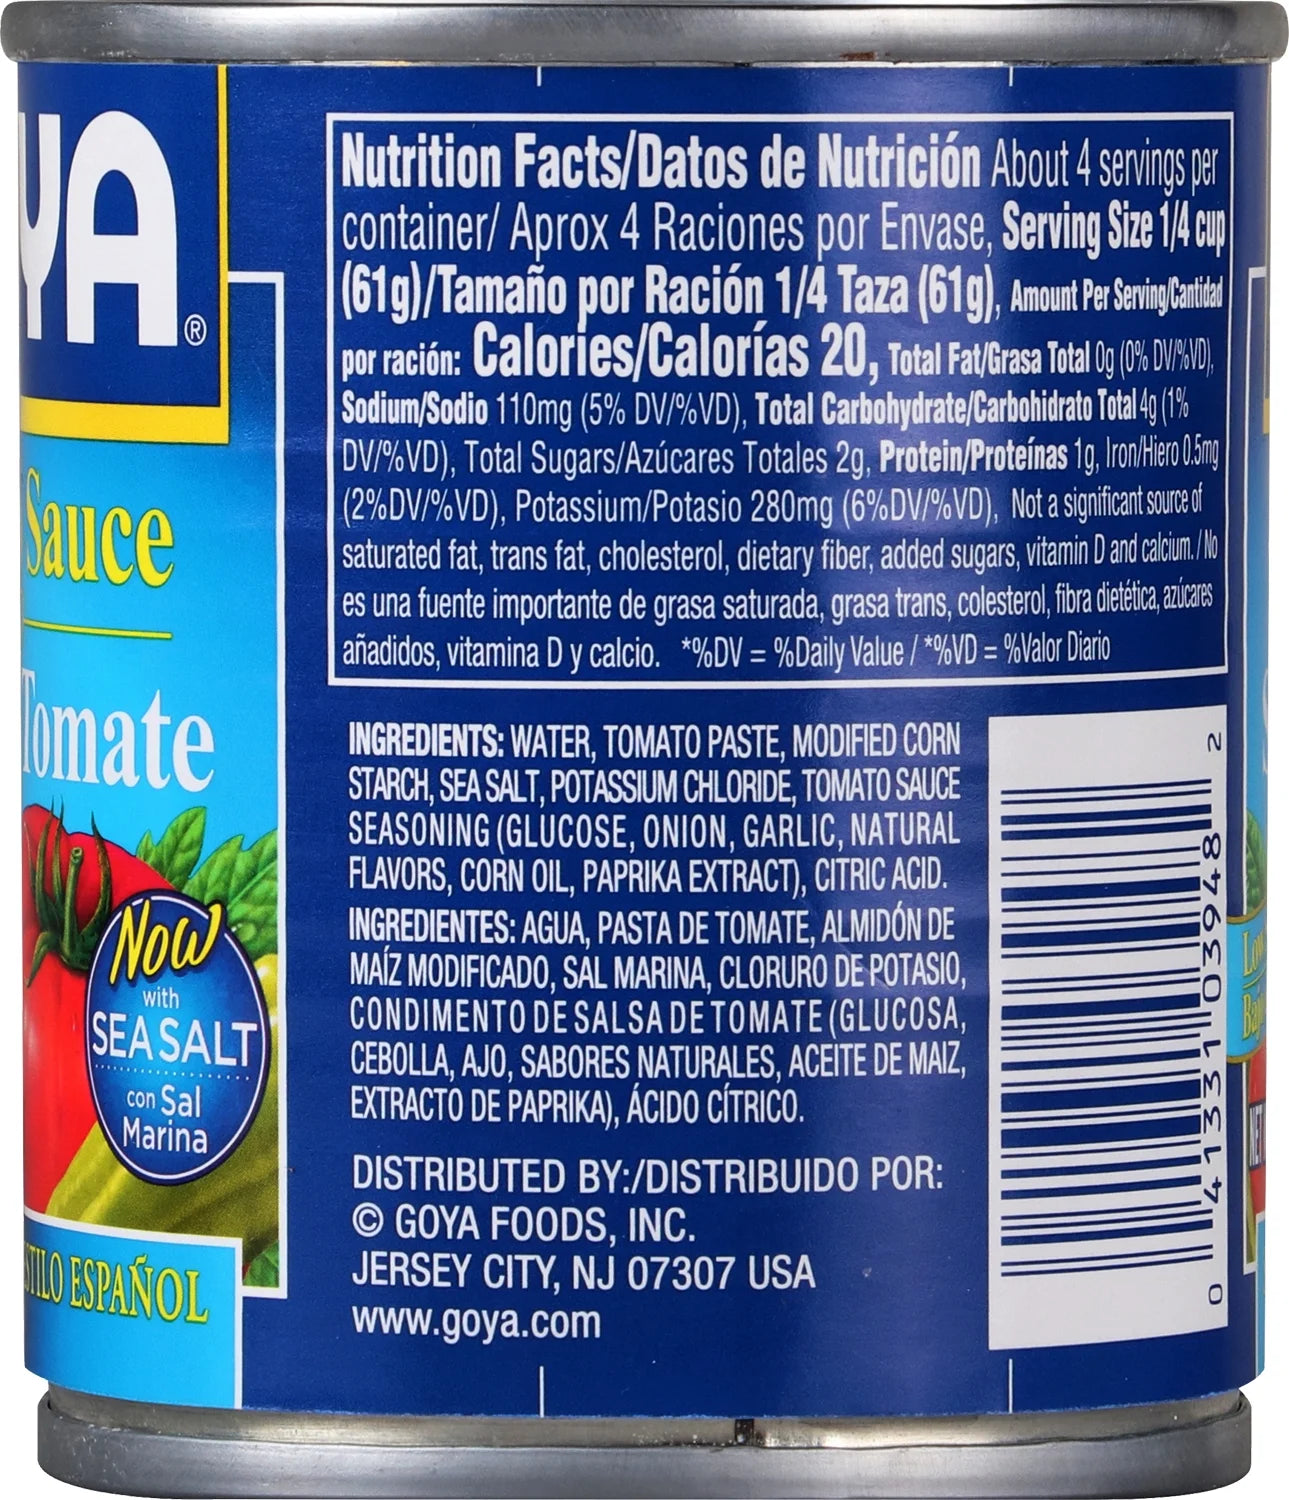 YA®
Sauce
Tomate
Now
with
SEA SALT
con Sal
Marina
ESTILO ESPAÑOL
Nutrition Facts/Datos de Nutrición About 4 servings per
container/ Aprox 4 Raciones por Envase, Serving Size 1/4 cup
(61g)/Tamaño por Ración 1/4 Taza (61g), Amount Per Serving/Cantidad
por ración: Calories/Calorías 20, Total Fat/Grasa Total 0g (0% DV/%VD),
Sodium/Sodio 110mg (5% DV/%VD), Total Carbohydrate/Carbohidrato Total 4g (1%
DV/%VD), Total Sugars/Azúcares Totales 2g, Protein/Proteínas 1g, Iron/Hiero 0.5mg
(2%DV/%VD), Potassium/Potasio 280mg (6%DV/%VD), Not a significant source of
saturated fat, trans fat, cholesterol, dietary fiber, added sugars, vitamin D and calcium. / No
es una fuente importante de grasa saturada, grasa trans, colesterol, fibra dietética, azúcares
añadidos, vitamina D y calcio. *%DV = %Daily Value / *%VD = %Valor Diario
INGREDIENTS: WATER, TOMATO PASTE, MODIFIED CORN
STARCH, SEA SALT, POTASSIUM CHLORIDE, TOMATO SAUCE
SEASONING (GLUCOSE, ONION, GARLIC, NATURAL
FLAVORS, CORN OIL, PAPRIKA EXTRACT), CITRIC ACID.
INGREDIENTES: AGUA, PASTA DE TOMATE, ALMIDÓN DE
MAÍZ MODIFICADO, SAL MARINA, CLORURO DE POTASIO,
CONDIMENTO DE SALSA DE TOMATE (GLUCOSA,
CEBOLLA, AJO, SABORES NATURALES, ACEITE DE MAIZ,
EXTRACTO DE PAPRIKA), ÁCIDO CÍTRICO.
DISTRIBUTED BY:/DISTRIBUIDO POR:
© GOYA FOODS, INC.
JERSEY CITY, NJ 07307 USA
www.goya.com
0 41331 03948 2